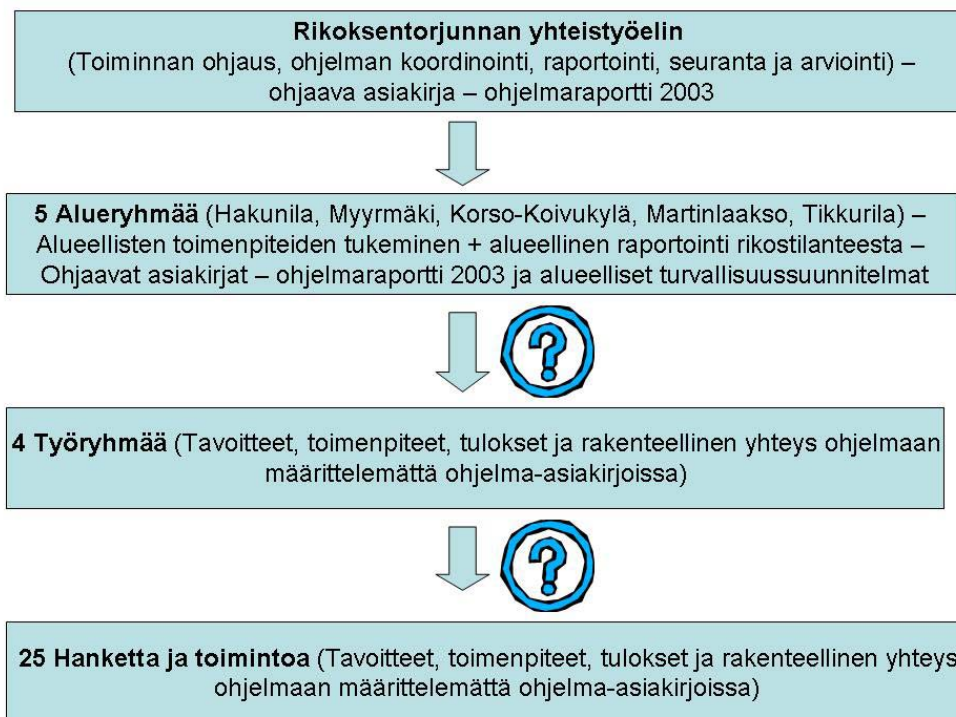 Rikoksentorjunnan yhteistyöelin
(Toiminnan ohjaus, ohjelman koordinointi, raportointi, seuranta ja arviointi) –
ohjaava asiakirja – ohjelmaraportti 2003
5 Alueryhmää (Hakunila, Myyrmäki, Korso-Koivukylä, Martinlaakso, Tikkurila) –
Alueellisten toimenpiteiden tukeminen + alueellinen raportointi rikostilanteesta –
Ohjaavat asiakirjat – ohjelmaraportti 2003 ja alueelliset turvallisuussuunnitelmat
?
4 Työryhmää (Tavoitteet, toimenpiteet, tulokset ja rakenteellinen yhteys ohjelmaan
määrittelemättä ohjelma-asiakirjoissa)
?
25 Hanketta ja toimintoa (Tavoitteet, toimenpiteet, tulokset ja rakenteellinen yhteys
ohjelmaan määrittelemättä ohjelma-asiakirjoissa)